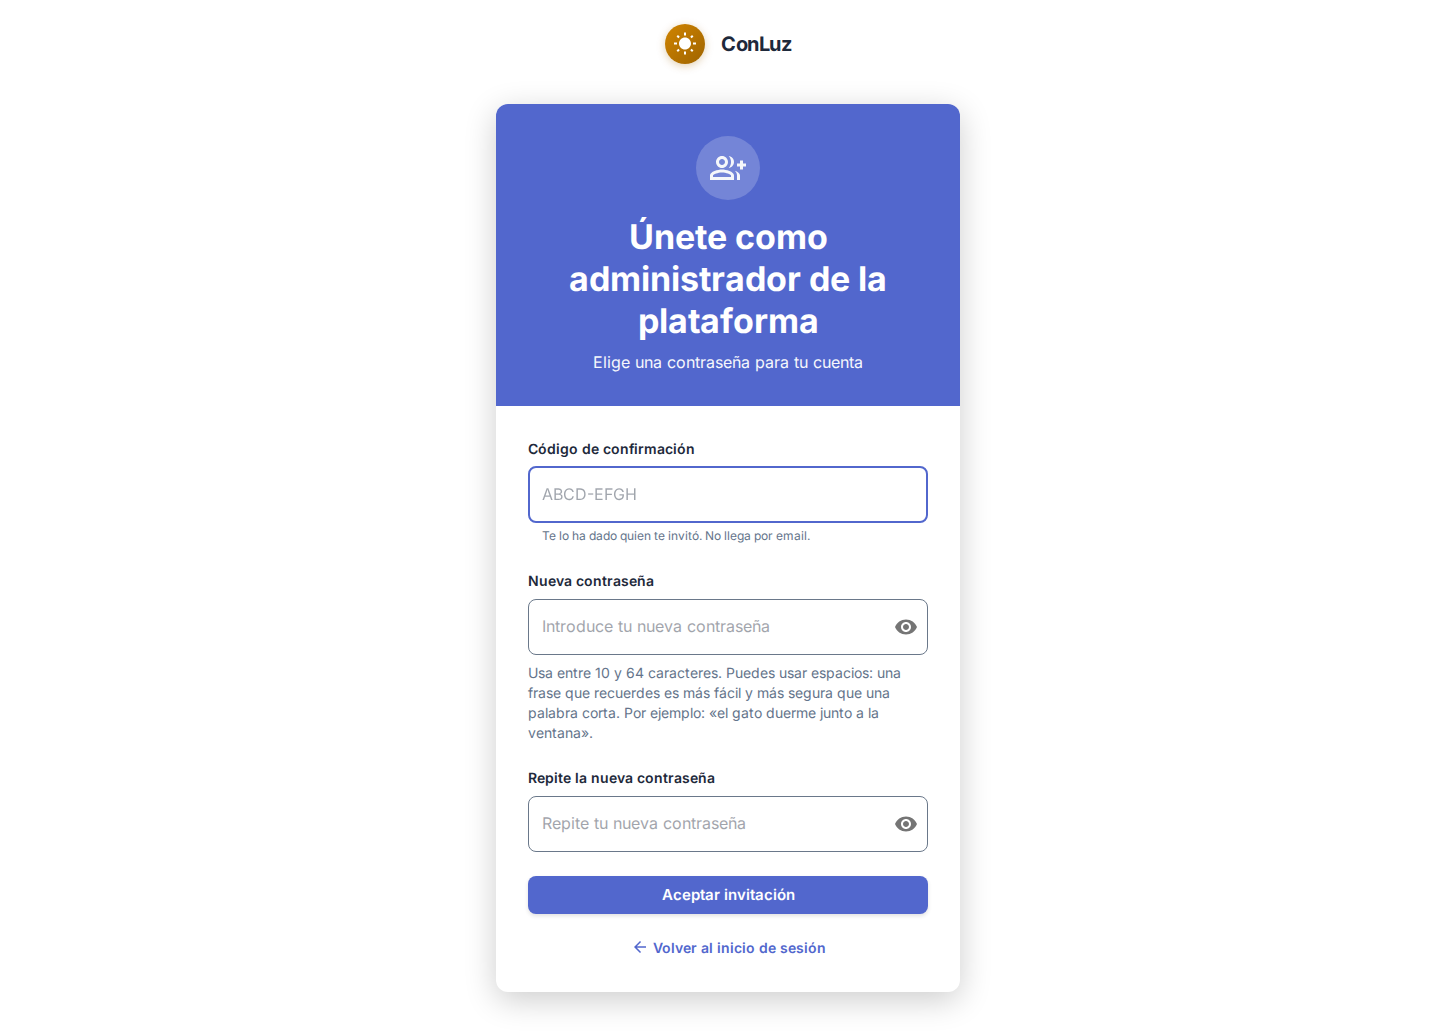 ConLuz
Únete como
administrador de la
plataforma
Elige una contraseña para tu cuenta
Código de confirmación
ABCD-EFGH
Te lo ha dado quien te invitó. No llega por email.
Nueva contraseña
Introduce tu nueva contraseña
Usa entre 10 y 64 caracteres. Puedes usar espacios: una
frase que recuerdes es más fácil y más segura que una
palabra corta. Por ejemplo: «el gato duerme junto a la
ventana».
Repite la nueva contraseña
Repite tu nueva contraseña
Aceptar invitación
Volver al inicio de sesión